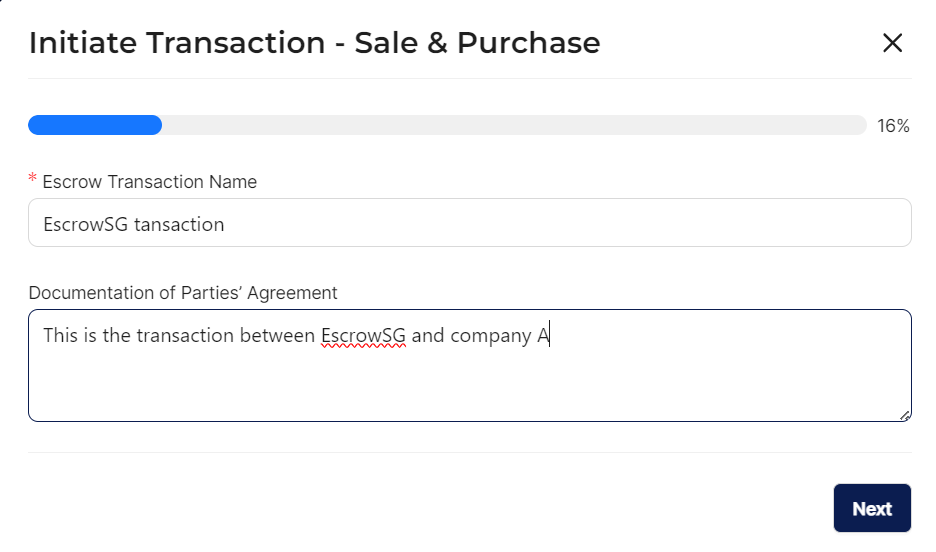 Initiate Transaction - Sale & Purchase
16%
* Escrow Transaction Name
EscrowSG tansaction
Documentation of Parties’ Agreement
This is the transaction between EscrowSG and company A
Next